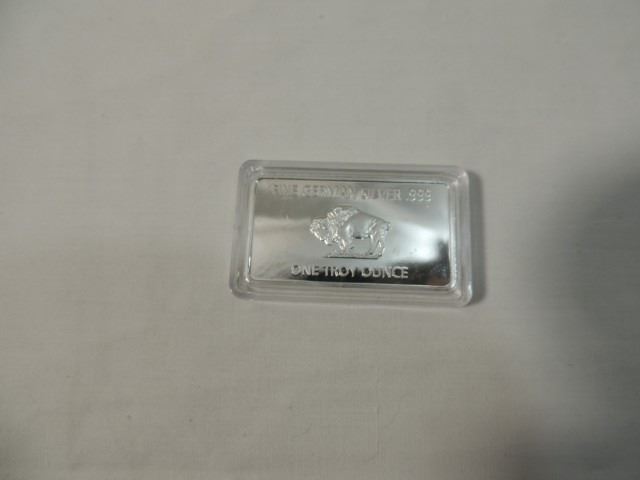 FINE GERMAN SILVER .999
ONE TROY OUNCE